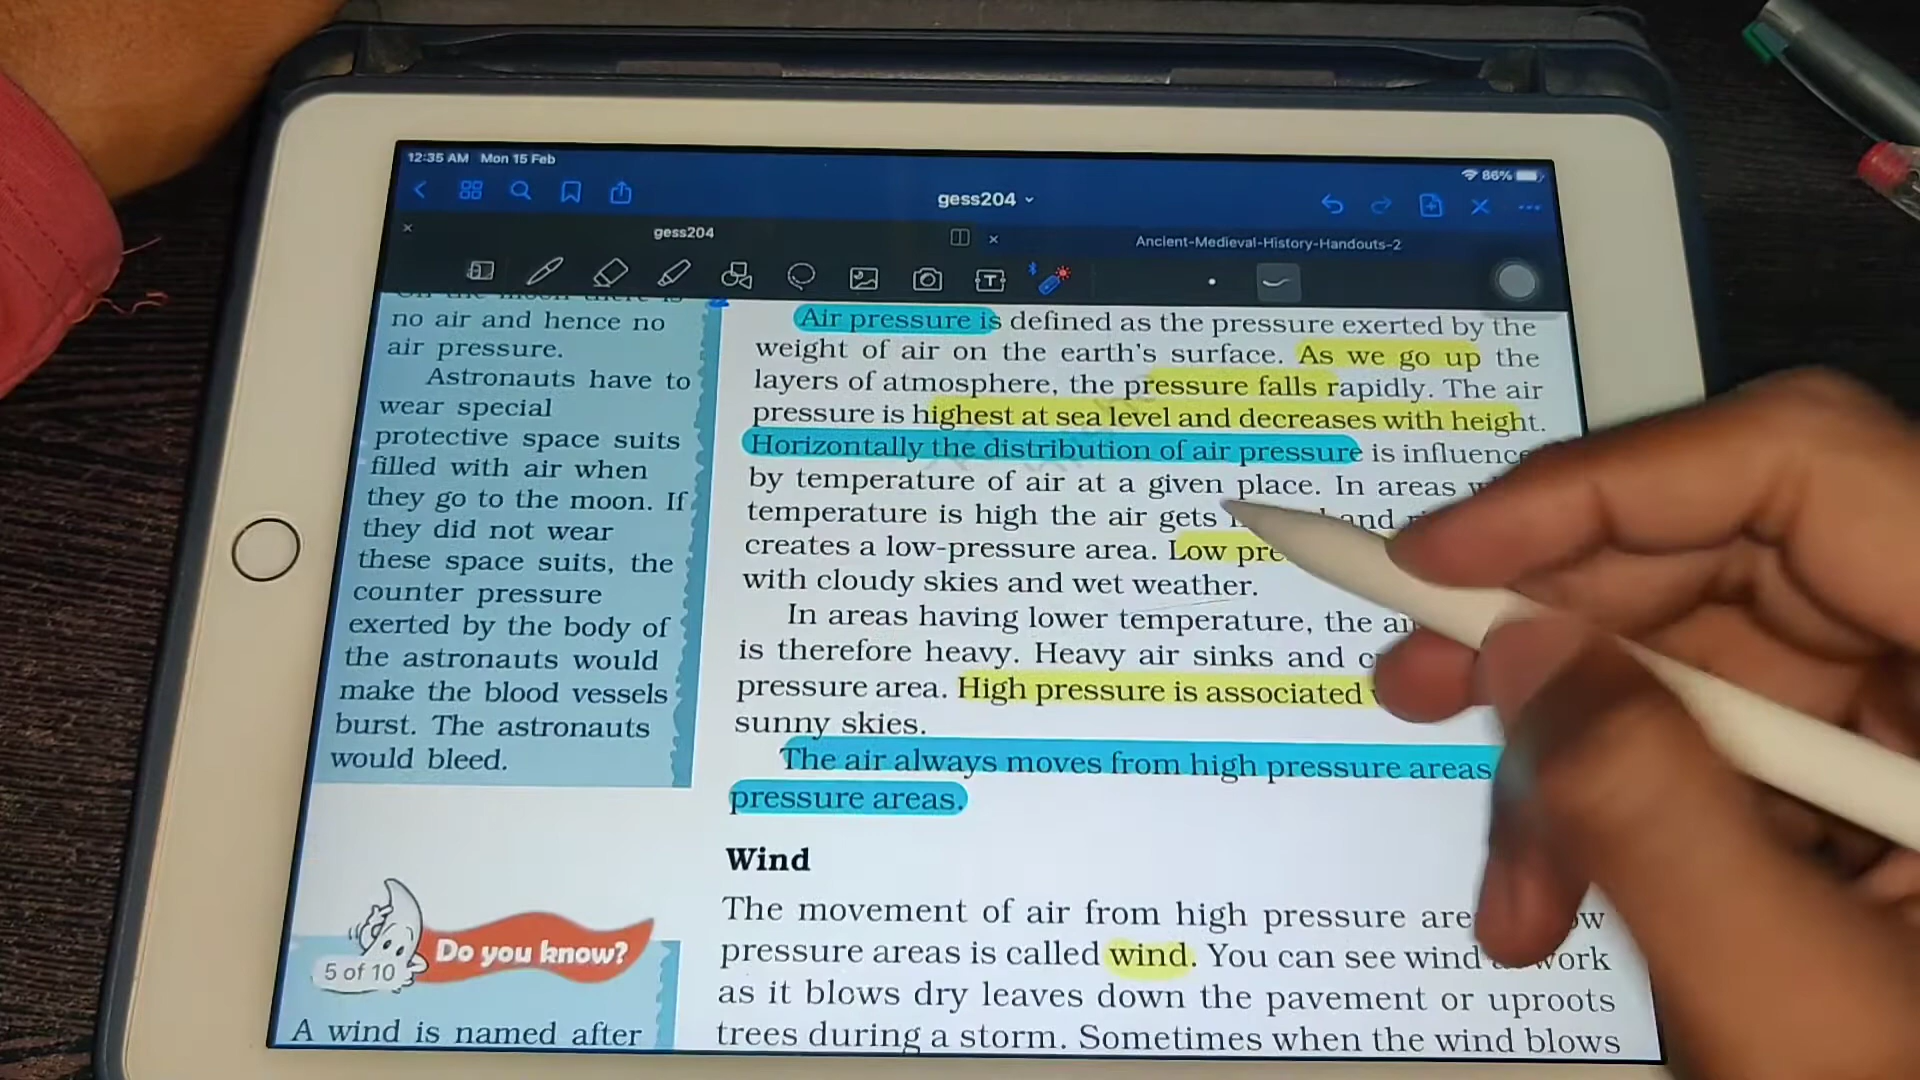 12:35 AM Mon 15 Feb
86%
gess204
gess204
Ancient-Medieval-History-Handouts-2
On the moon there is
no air and hence no
air pressure.
Astronauts have to
wear special
protective space suits
filled with air when
they go to the moon. If
they did not wear
these space suits, the
counter pressure
exerted by the body of
the astronauts would
make the blood vessels
burst. The astronauts
would bleed.
Do you know?
5 of 10
A wind is named after
Air pressure is defined as the pressure exerted by the
weight of air on the earth's surface. As we go up the
layers of atmosphere, the pressure falls rapidly. The air
pressure is highest at sea level and decreases with height.
Horizontally the distribution of air pressure is influence
by temperature of air at a given place. In areas
temperature is high the air gets and
creates a low-pressure area. Low
with cloudy skies and wet weather.
In areas having lower temperature, the
is therefore heavy. Heavy air sinks and
pressure area. High pressure is associated
sunny skies.
The air always moves from high pressure areas
pressure areas.
Wind
The movement of air from high pressure
pressure areas is called wind. You can see wind work
as it blows dry leaves down the pavement or uproots
trees during a storm. Sometimes when the wind blows